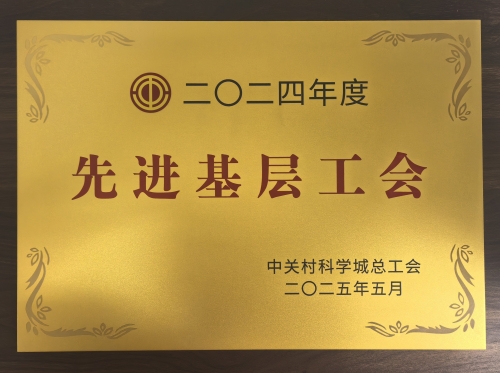 二〇二四年度
先进基层工会
中关村科学城总工会
二〇二五年五月